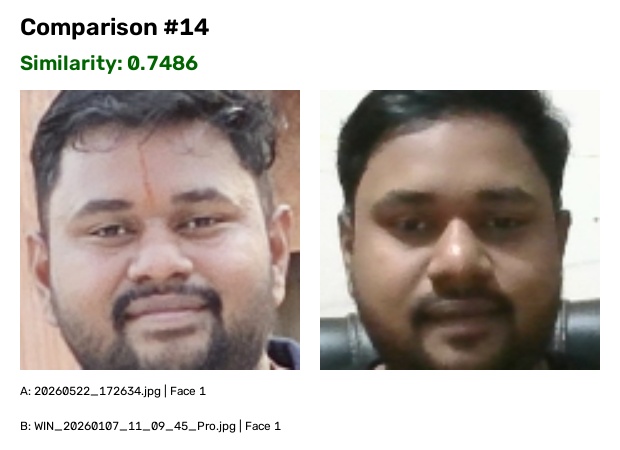 Comparison #14
Similarity: 0.7486
A: 20260522_172634.jpg | Face 1
B: WIN_20260107_11_09_45_Pro.jpg | Face 1